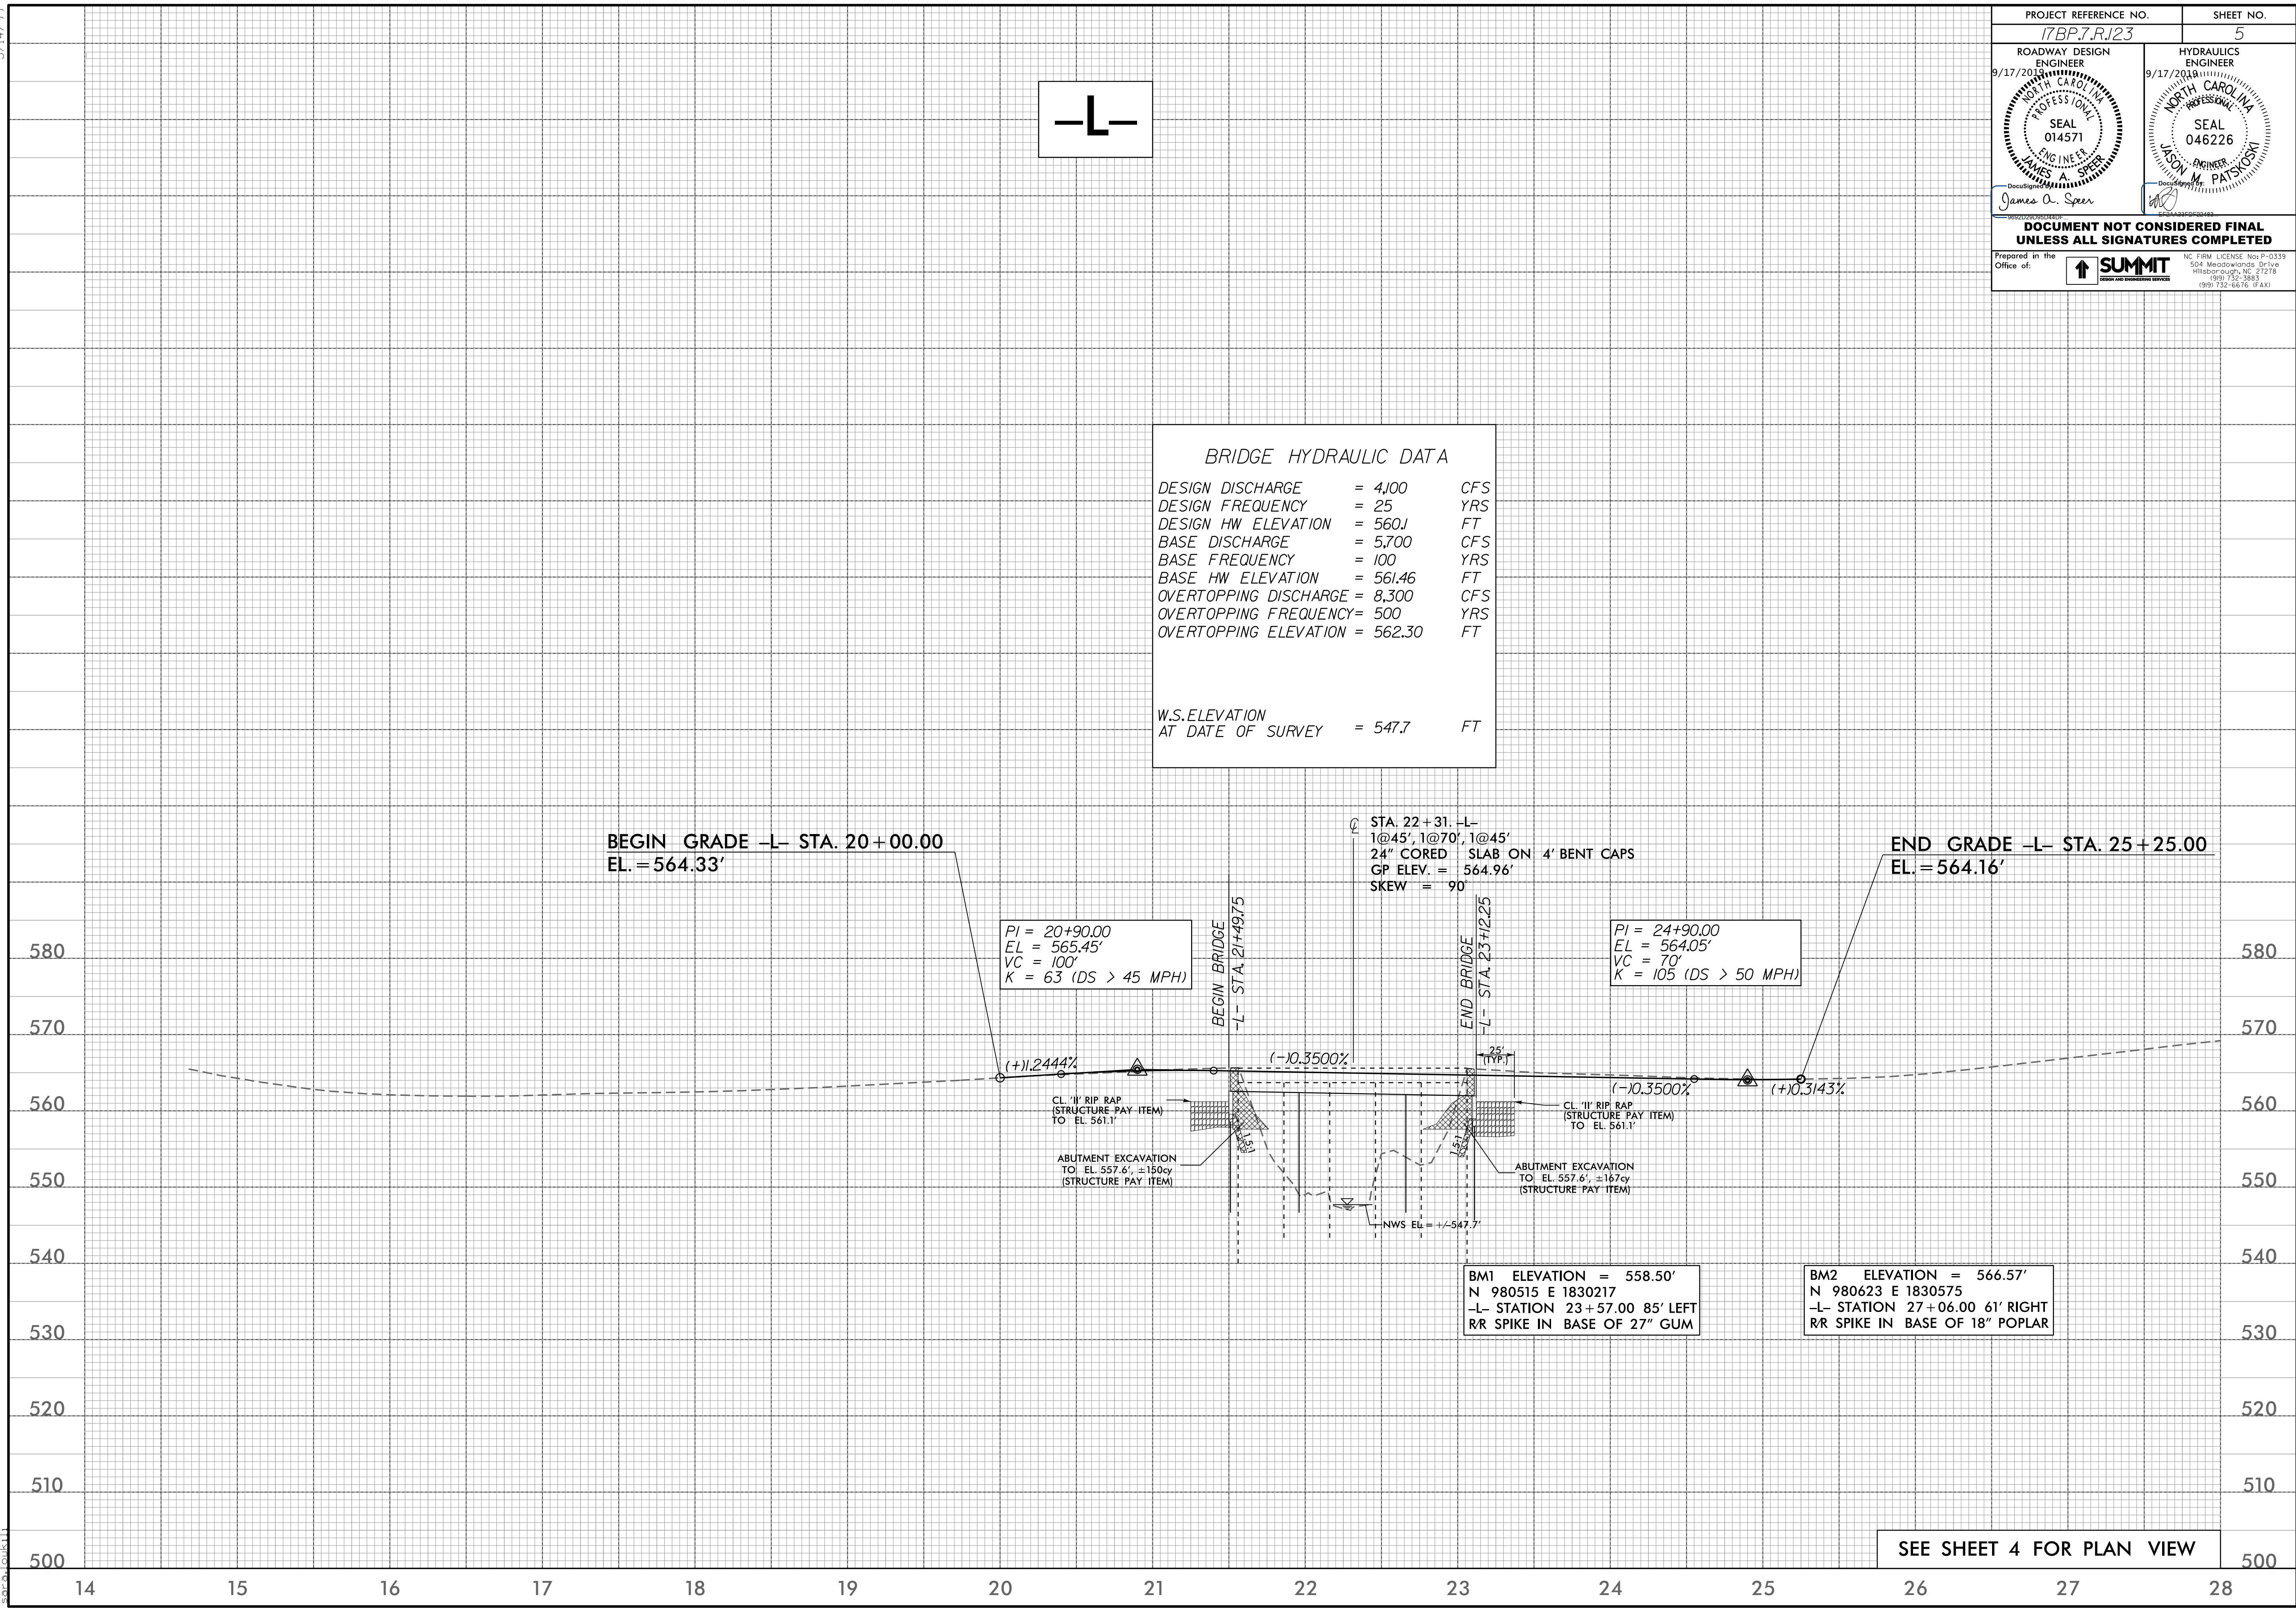 PROJECT REFERENCE NO.
SHEET NO.
17BP.7.R.123
5
ROADWAY DESIGN
ENGINEER
HYDRAULICS
ENGINEER
9/17/2019
9/17/2019
NORTH CAROLINA
PROFESSIONAL
SEAL
014571
ENGINEER
JAMES A. SPEER
NORTH CAROLINA
PROFESSIONAL
SEAL
046226
ENGINEER
JASON M. PATSKOSKI
DocuSigned by:
James A. Speer
DocuSigned by:
DOCUMENT NOT CONSIDERED FINAL
UNLESS ALL SIGNATURES COMPLETED
Prepared in the
Office of:
SUMMIT
DESIGN AND ENGINEERING SERVICES
NC FIRM LICENSE No: P-0339
504 Meadowlands Drive
Hillsborough, NC 27278
(919) 732-3883
(919) 732-6676 (FAX)
–L–
BRIDGE HYDRAULIC DATA
DESIGN DISCHARGE = 4,100 CFS
DESIGN FREQUENCY = 25 YRS
DESIGN HW ELEVATION = 560.1 FT
BASE DISCHARGE = 5,700 CFS
BASE FREQUENCY = 100 YRS
BASE HW ELEVATION = 561.46 FT
OVERTOPPING DISCHARGE = 8,300 CFS
OVERTOPPING FREQUENCY= 500 YRS
OVERTOPPING ELEVATION = 562.30 FT
W.S. ELEVATION
AT DATE OF SURVEY = 547.7 FT
BEGIN GRADE –L– STA. 20+00.00
EL. = 564.33'
℄ STA. 22+31. –L–
1@45', 1@70', 1@45'
24" CORED SLAB ON 4' BENT CAPS
GP ELEV. = 564.96'
SKEW = 90°
END GRADE –L– STA. 25+25.00
EL. = 564.16'
PI = 20+90.00
EL = 565.45'
VC = 100'
K = 63 (DS > 45 MPH)
BEGIN BRIDGE
-L- STA. 21+49.75
END BRIDGE
-L- STA. 23+12.25
PI = 24+90.00
EL = 564.05'
VC = 70'
K = 105 (DS > 50 MPH)
(+)1.2444%
(-)0.3500%
25'
(TYP.)
(-)0.3500%
(+)0.3143%
CL. 'II' RIP RAP
(STRUCTURE PAY ITEM)
TO EL. 561.1'
CL. 'II' RIP RAP
(STRUCTURE PAY ITEM)
TO EL. 561.1'
1.5:1
1.5:1
ABUTMENT EXCAVATION
TO EL. 557.6', ±150cy
(STRUCTURE PAY ITEM)
ABUTMENT EXCAVATION
TO EL. 557.6', ±167cy
(STRUCTURE PAY ITEM)
NWS EL = +/-547.7'
BM1 ELEVATION = 558.50'
N 980515 E 1830217
–L– STATION 23+57.00 85' LEFT
R/R SPIKE IN BASE OF 27" GUM
BM2 ELEVATION = 566.57'
N 980623 E 1830575
–L– STATION 27+06.00 61' RIGHT
R/R SPIKE IN BASE OF 18" POPLAR
580 580
570 570
560 560
550 550
540 540
530 530
520 520
510 510
500 500
SEE SHEET 4 FOR PLAN VIEW
14 15 16 17 18 19 20 21 22 23 24 25 26 27 28